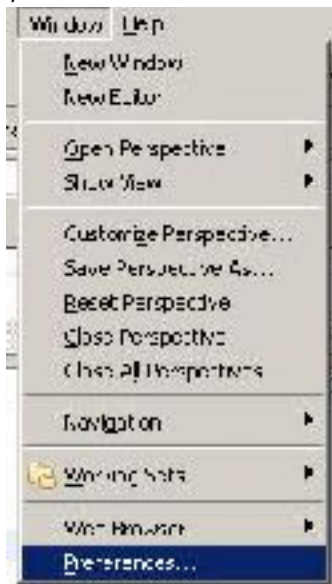 Window Help
New Window
New Editor
Open Perspective
Show View
Customize Perspective...
Save Perspective As...
Reset Perspective
Close Perspective
Close All Perspectives
Navigation
Working Sets
Web Browser
Preferences...